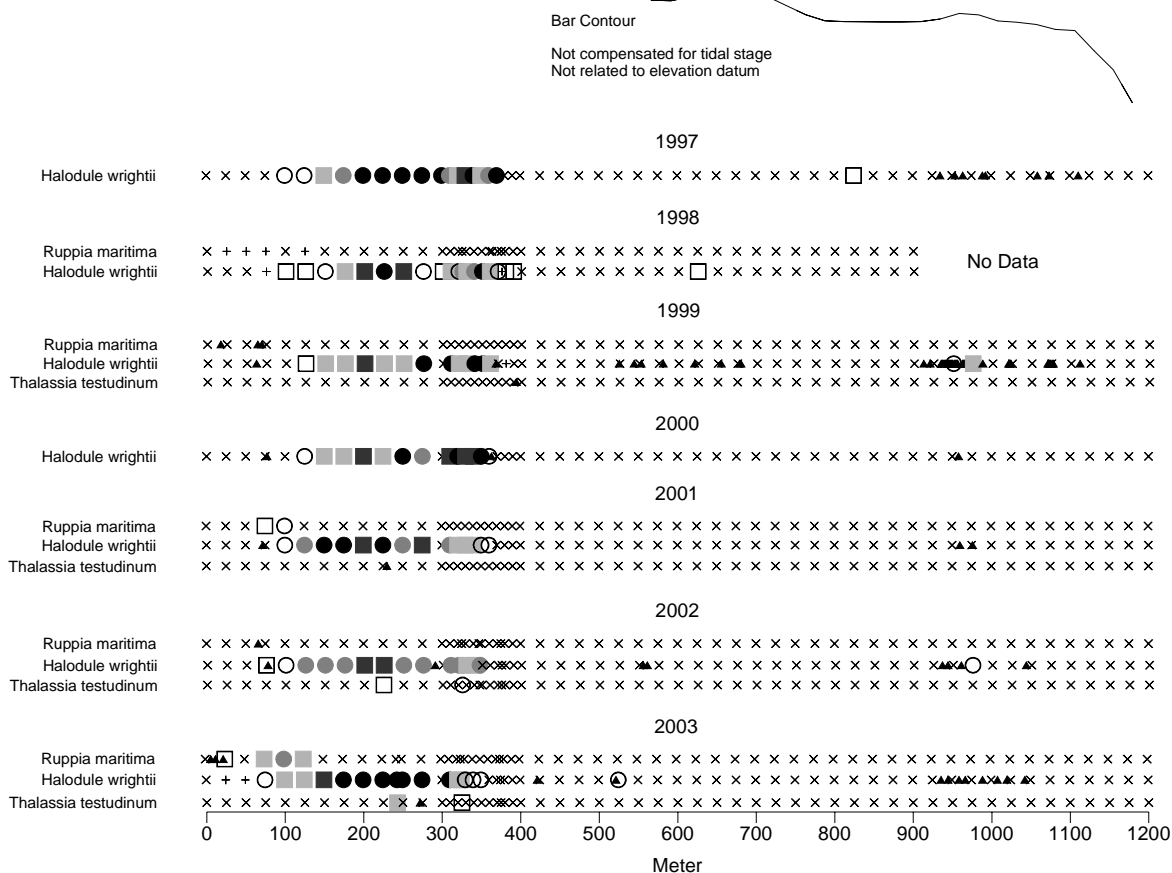 Bar Contour
Not compensated for tidal stage
Not related to elevation datum
1997
Halodule wrightii
1998
Ruppia maritima
Halodule wrightii
No Data
1999
Ruppia maritima
Halodule wrightii
Thalassia testudinum
2000
Halodule wrightii
2001
Ruppia maritima
Halodule wrightii
Thalassia testudinum
2002
Ruppia maritima
Halodule wrightii
Thalassia testudinum
2003
Ruppia maritima
Halodule wrightii
Thalassia testudinum
0 100 200 300 400 500 600 700 800 900 1000 1100 1200
Meter